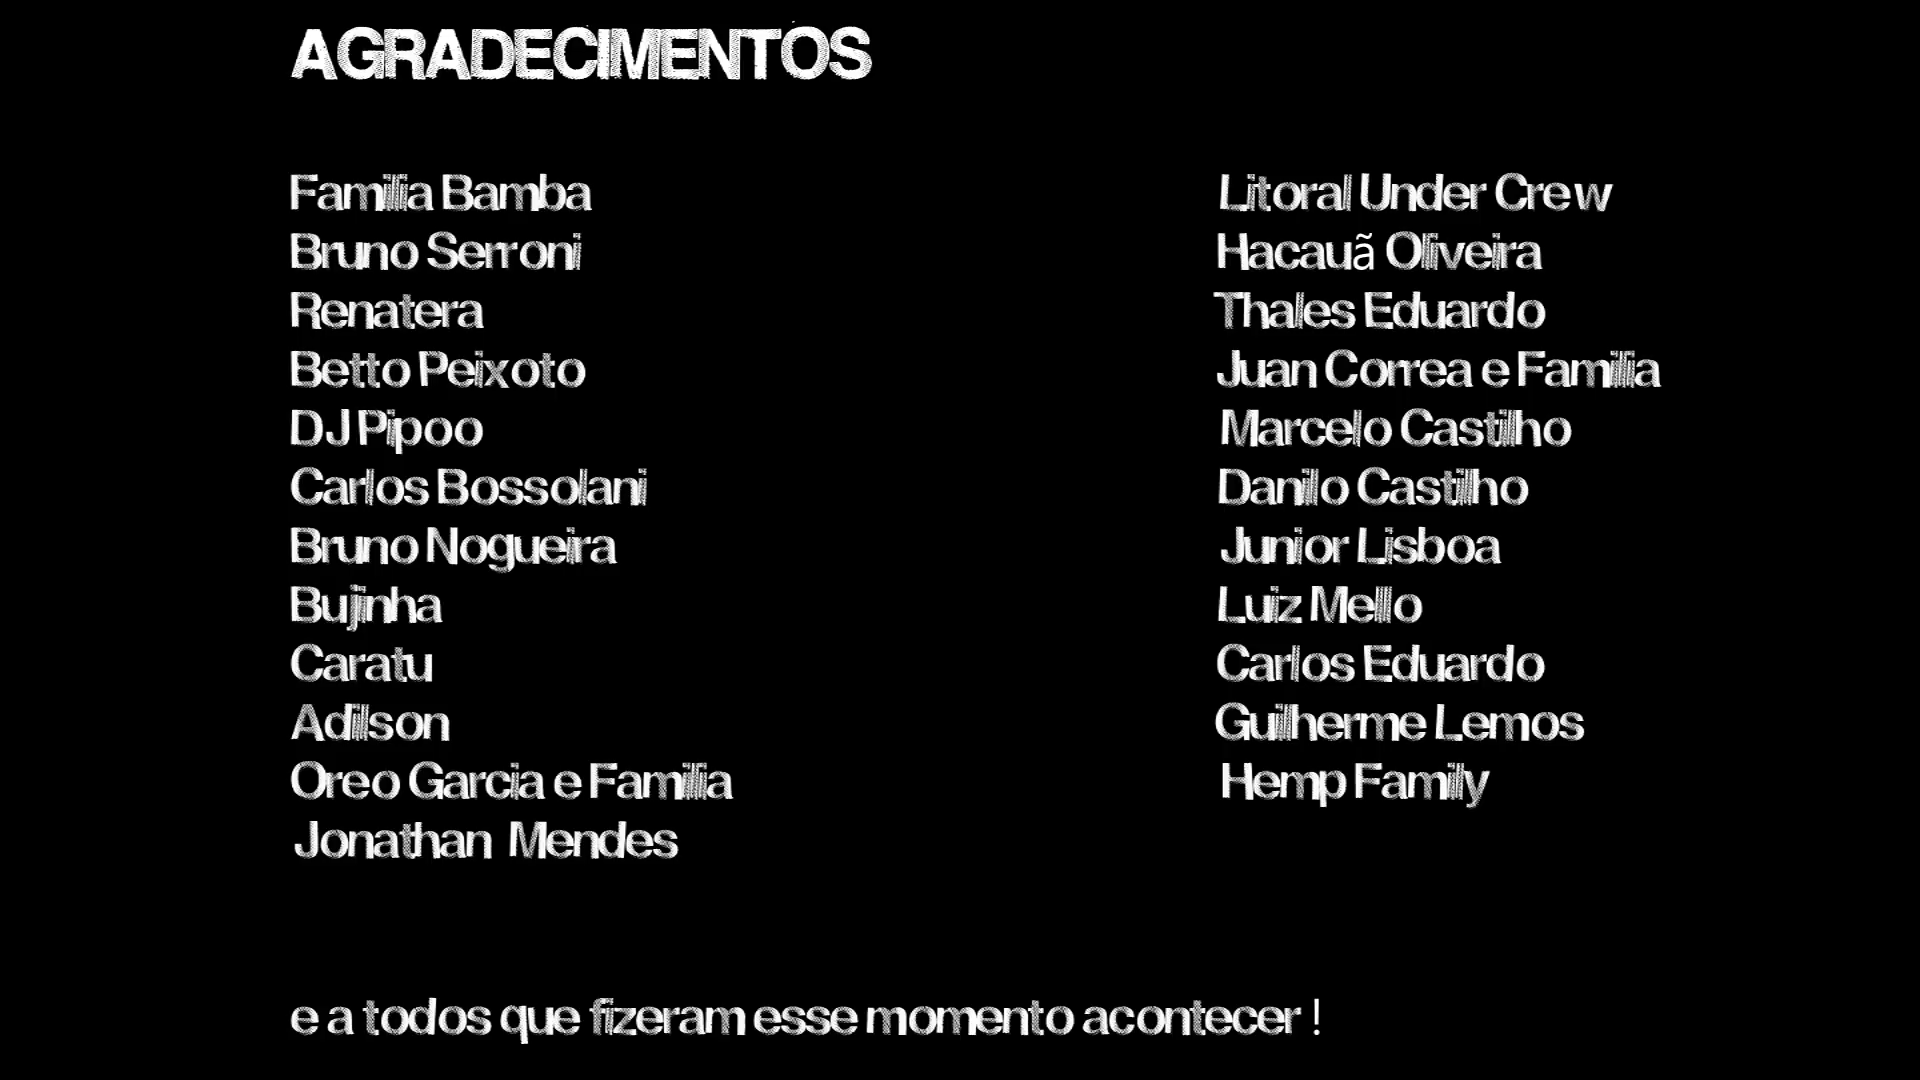 AGRADECIMENTOS
Familia Bamba
Bruno Serroni
Renatera
Betto Peixoto
DJ Pipoo
Carlos Bossolani
Bruno Nogueira
Bujinha
Caratu
Adilson
Oreo Garcia e Familia
Jonathan Mendes
Litoral Under Crew
Hacauã Oliveira
Thales Eduardo
Juan Correa e Familia
Marcelo Castilho
Danilo Castilho
Junior Lisboa
Luiz Mello
Carlos Eduardo
Guilherme Lemos
Hemp Family
e a todos que fizeram esse momento acontecer !